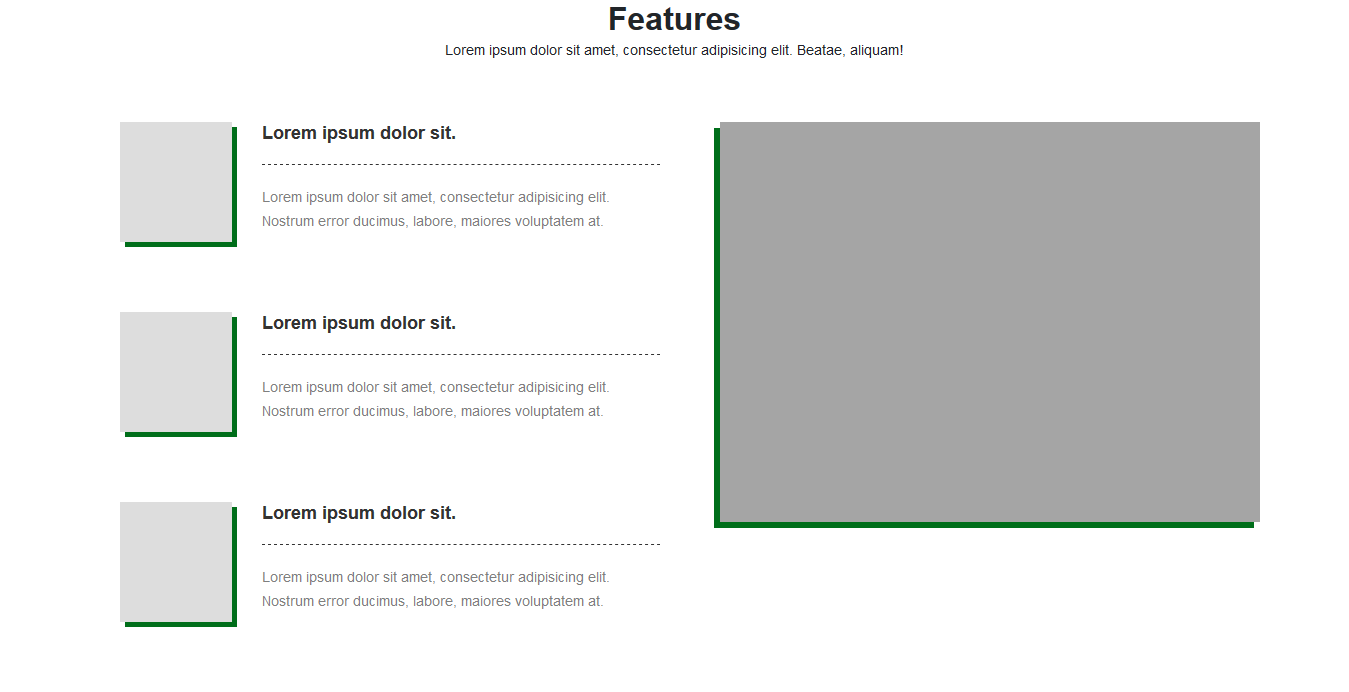 Features
Lorem ipsum dolor sit amet, consectetur adipisicing elit. Beatae, aliquam!
Lorem ipsum dolor sit.
Lorem ipsum dolor sit amet, consectetur adipisicing elit.
Nostrum error ducimus, labore, maiores voluptatem at.
Lorem ipsum dolor sit.
Lorem ipsum dolor sit amet, consectetur adipisicing elit.
Nostrum error ducimus, labore, maiores voluptatem at.
Lorem ipsum dolor sit.
Lorem ipsum dolor sit amet, consectetur adipisicing elit.
Nostrum error ducimus, labore, maiores voluptatem at.